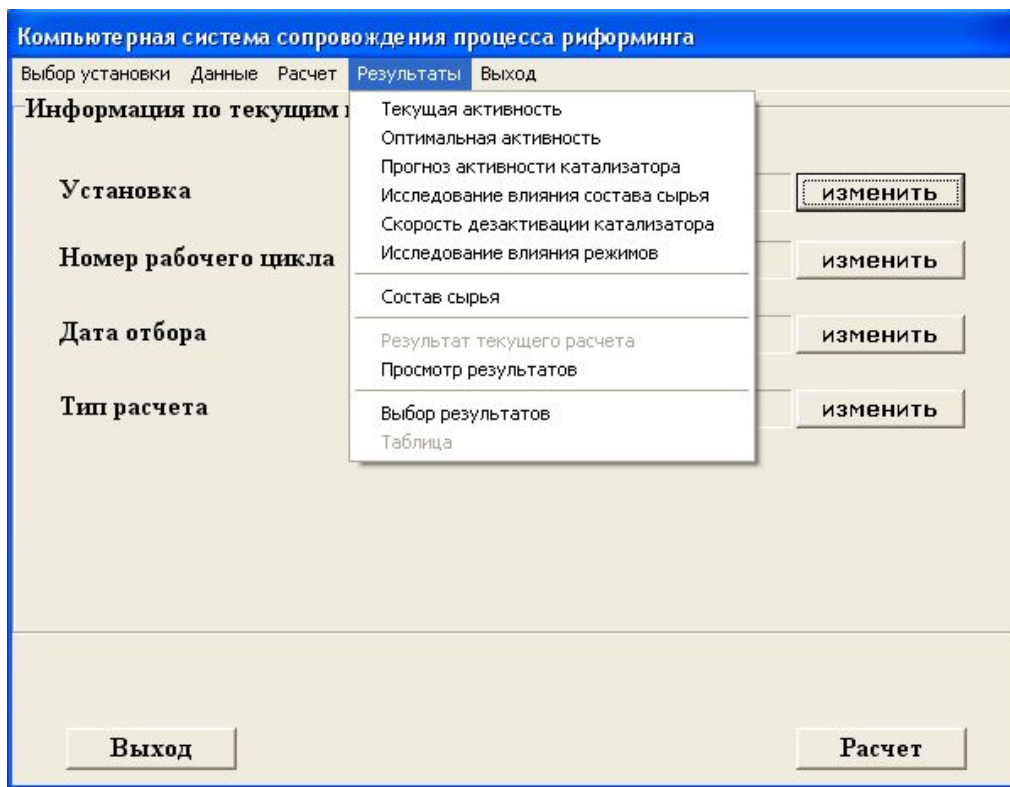 Компьютерная система сопровождения процесса риформинга
Выбор установки Данные Расчет Результаты Выход
Информация по текущим
Текущая активность
Оптимальная активность
Прогноз активности катализатора
Исследование влияния состава сырья
Скорость дезактивации катализатора
Исследование влияния режимов
Состав сырья
Результат текущего расчета
Просмотр результатов
Выбор результатов
Таблица
Установка изменить
Номер рабочего цикла изменить
Дата отбора изменить
Тип расчета изменить
Выход Расчет